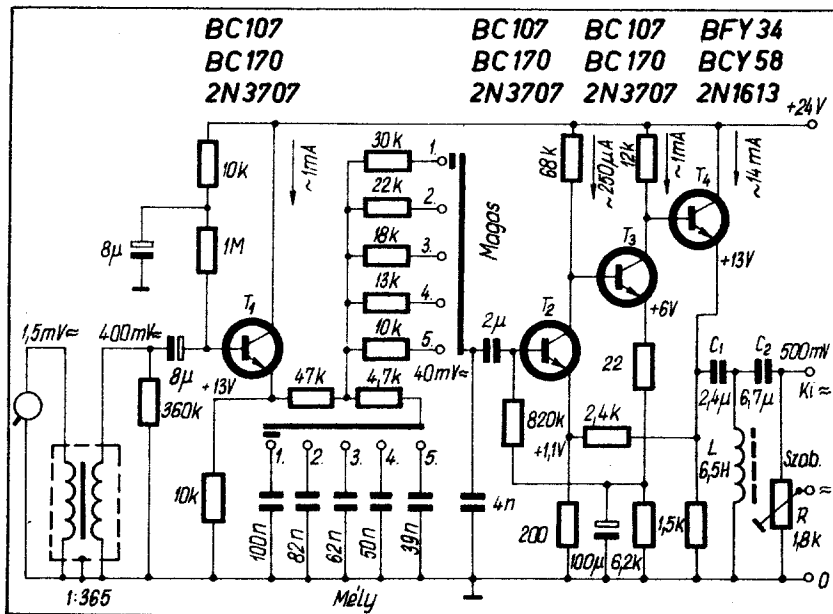 BC107 BC107 BC107 BFY34
BC170 BC170 BC170 BCY58
2N3707 2N3707 2N3707 2N1613
+24V
10k
~1mA
30k
1.
22k
2.
18k
3.
13k
4.
10k
5.
Magas
68k
~250µA
12k
~1mA
T4
~14mA
8µ
1M
T1
T3
+13V
1,5mV≈
400mV≈
8µ
+13V
360k
47k
4,7k
40mV≈
2µ
T2
+6V
22
C1
C2
500mV
2,4µ
6,7µ
Ki ≈
820k
+1,1V
2,4k
L
6,5H
Szab.
≈
R
1,8k
10k
1.
2.
3.
4.
5.
100n
82n
62n
50n
39n
4n
200
100µ
6,2k
1,5k
1:365
Mély
0